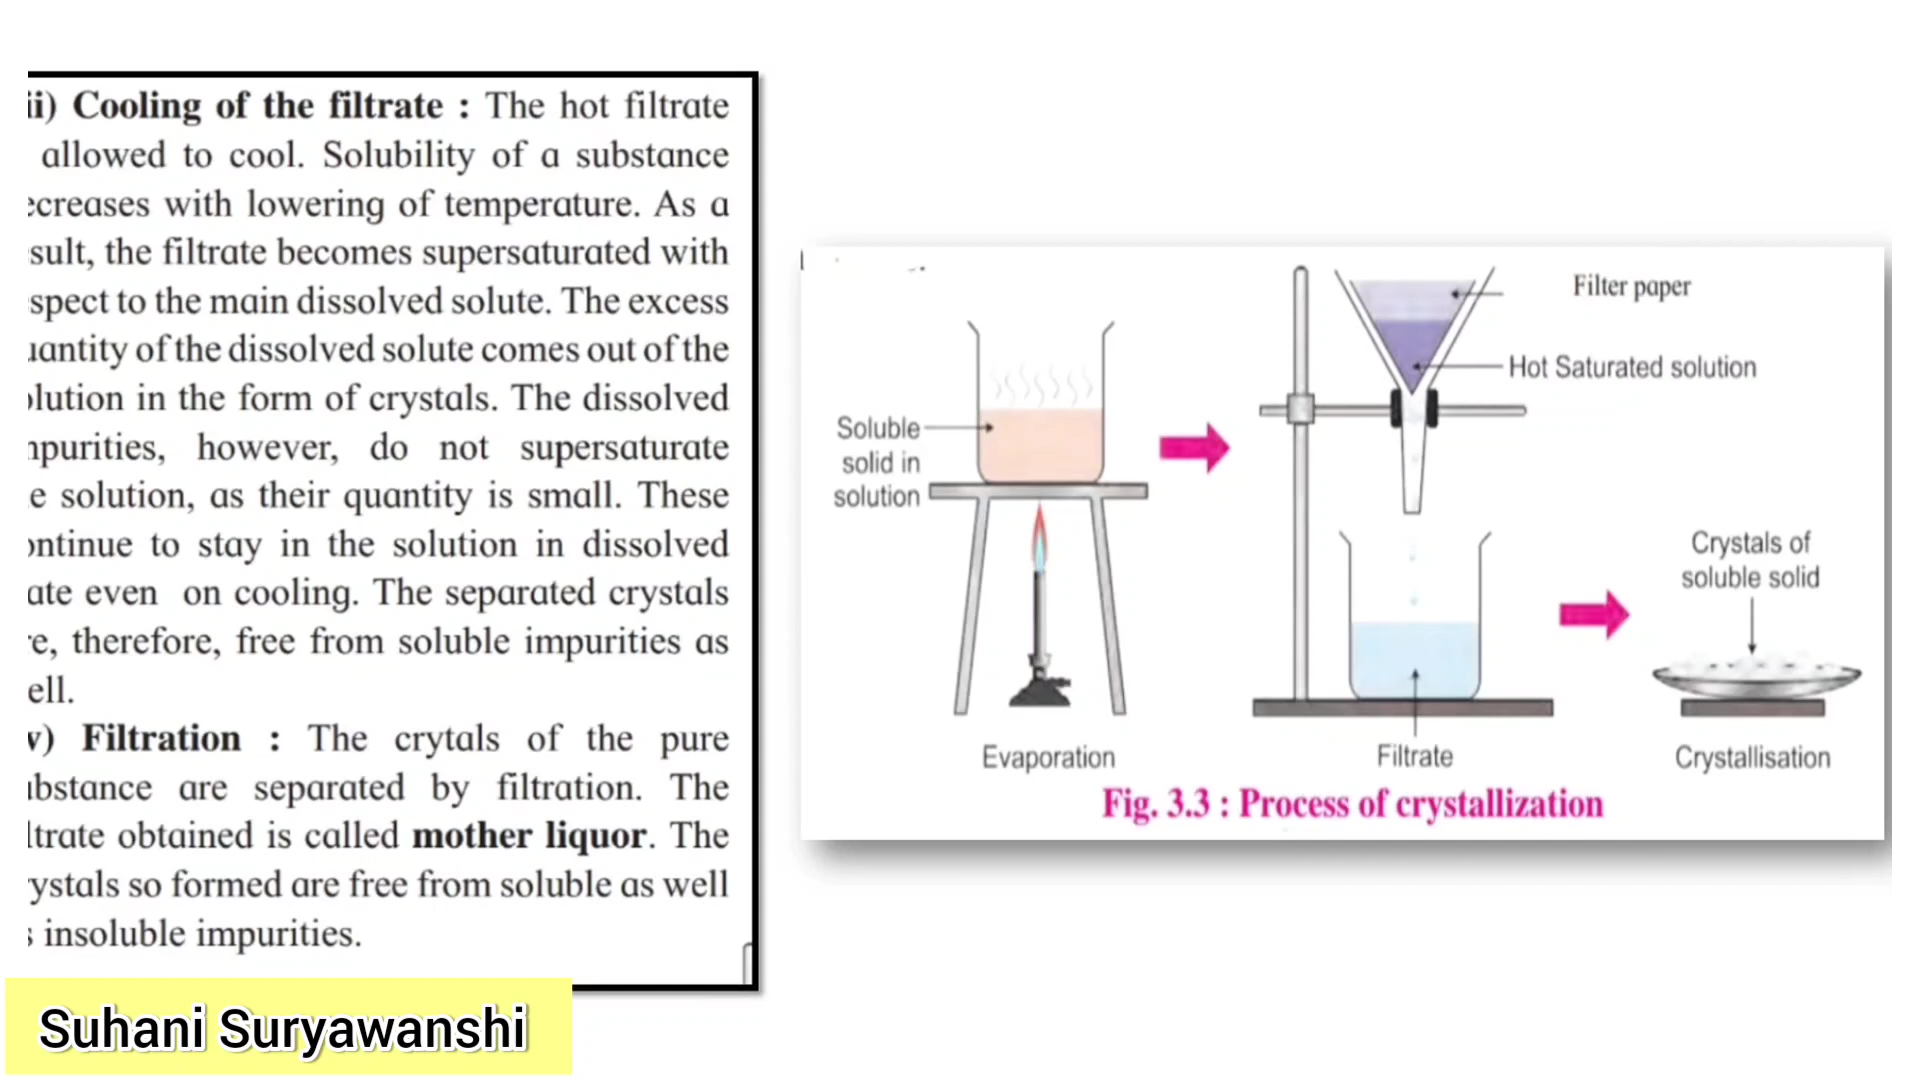 ii) Cooling of the filtrate : The hot filtrate
allowed to cool. Solubility of a substance
ecreases with lowering of temperature. As a
sult, the filtrate becomes supersaturated with
spect to the main dissolved solute. The excess
uantity of the dissolved solute comes out of the
olution in the form of crystals. The dissolved
npurities, however, do not supersaturate
e solution, as their quantity is small. These
ontinue to stay in the solution in dissolved
ate even on cooling. The separated crystals
re, therefore, free from soluble impurities as
ell.
v) Filtration : The crytals of the pure
ubstance are separated by filtration. The
ltrate obtained is called mother liquor. The
rystals so formed are free from soluble as well
s insoluble impurities.
Filter paper
Hot Saturated solution
Soluble
solid in
solution
Crystals of
soluble solid
Evaporation
Filtrate
Crystallisation
Fig. 3.3 : Process of crystallization
Suhani Suryawanshi